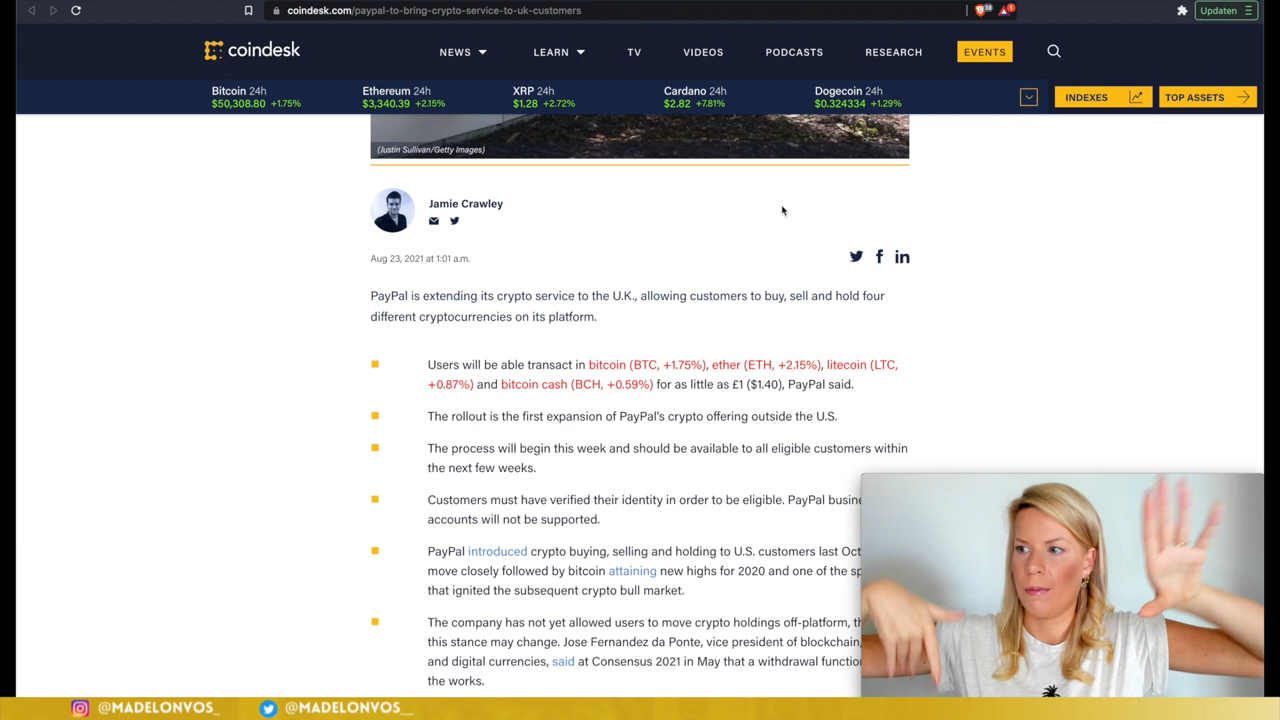 coindesk.com/paypal-to-bring-crypto-service-to-uk-customers
38
1
Updaten
coindesk
NEWS
LEARN
TV
VIDEOS
PODCASTS
RESEARCH
EVENTS
Bitcoin 24h
$50,308.80 +1.75%
Ethereum 24h
$3,340.39 +2.15%
XRP 24h
$1.28 +2.72%
Cardano 24h
$2.82 +7.81%
Dogecoin 24h
$0.324334 +1.29%
INDEXES
TOP ASSETS
(Justin Sullivan/Getty Images)
Jamie Crawley
Aug 23, 2021 at 1:01 a.m.
PayPal is extending its crypto service to the U.K., allowing customers to buy, sell and hold four
different cryptocurrencies on its platform.
Users will be able transact in bitcoin (BTC, +1.75%), ether (ETH, +2.15%), litecoin (LTC,
+0.87%) and bitcoin cash (BCH, +0.59%) for as little as £1 ($1.40), PayPal said.
The rollout is the first expansion of PayPal's crypto offering outside the U.S.
The process will begin this week and should be available to all eligible customers within
the next few weeks.
Customers must have verified their identity in order to be eligible. PayPal busine
accounts will not be supported.
PayPal introduced crypto buying, selling and holding to U.S. customers last Oct
move closely followed by bitcoin attaining new highs for 2020 and one of the sp
that ignited the subsequent crypto bull market.
The company has not yet allowed users to move crypto holdings off-platform, th
this stance may change. Jose Fernandez da Ponte, vice president of blockchain,
and digital currencies, said at Consensus 2021 in May that a withdrawal functio
the works.
@MADELONVOS_
@MADELONVOS__